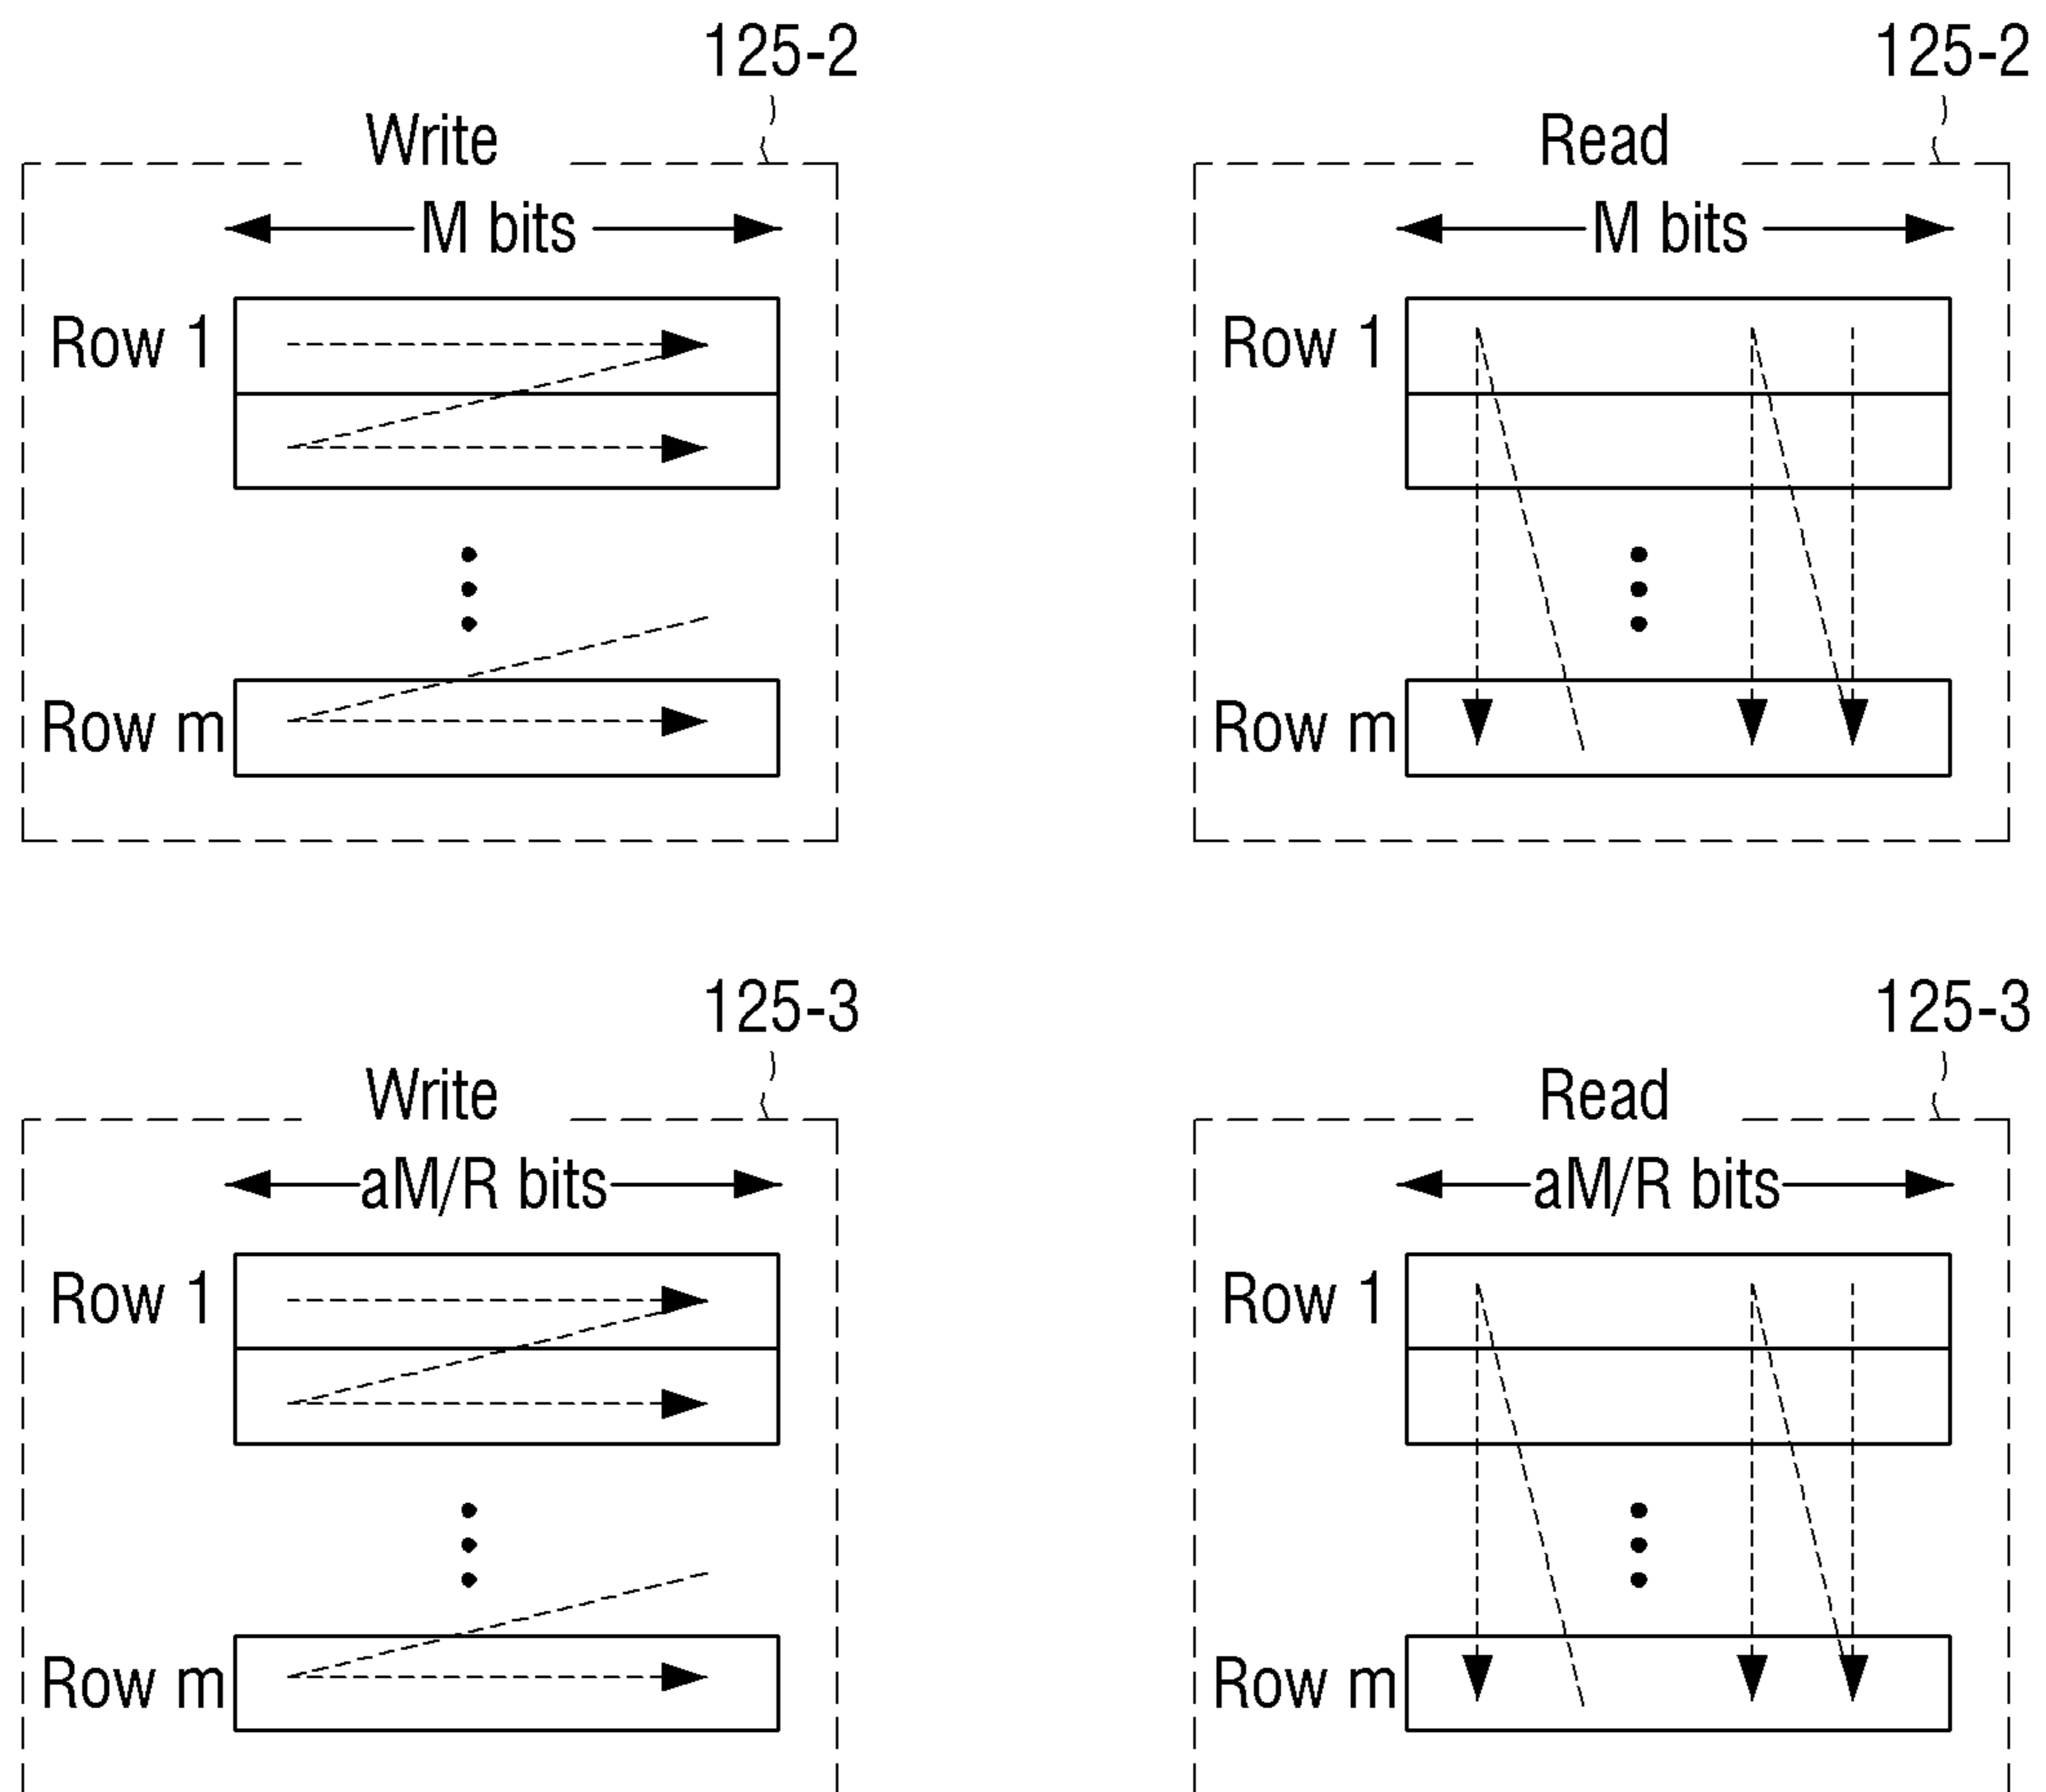 125-2
Write
M bits
Row 1
Row m
125-2
Read
M bits
Row 1
Row m
125-3
Write
aM/R bits
Row 1
Row m
125-3
Read
aM/R bits
Row 1
Row m